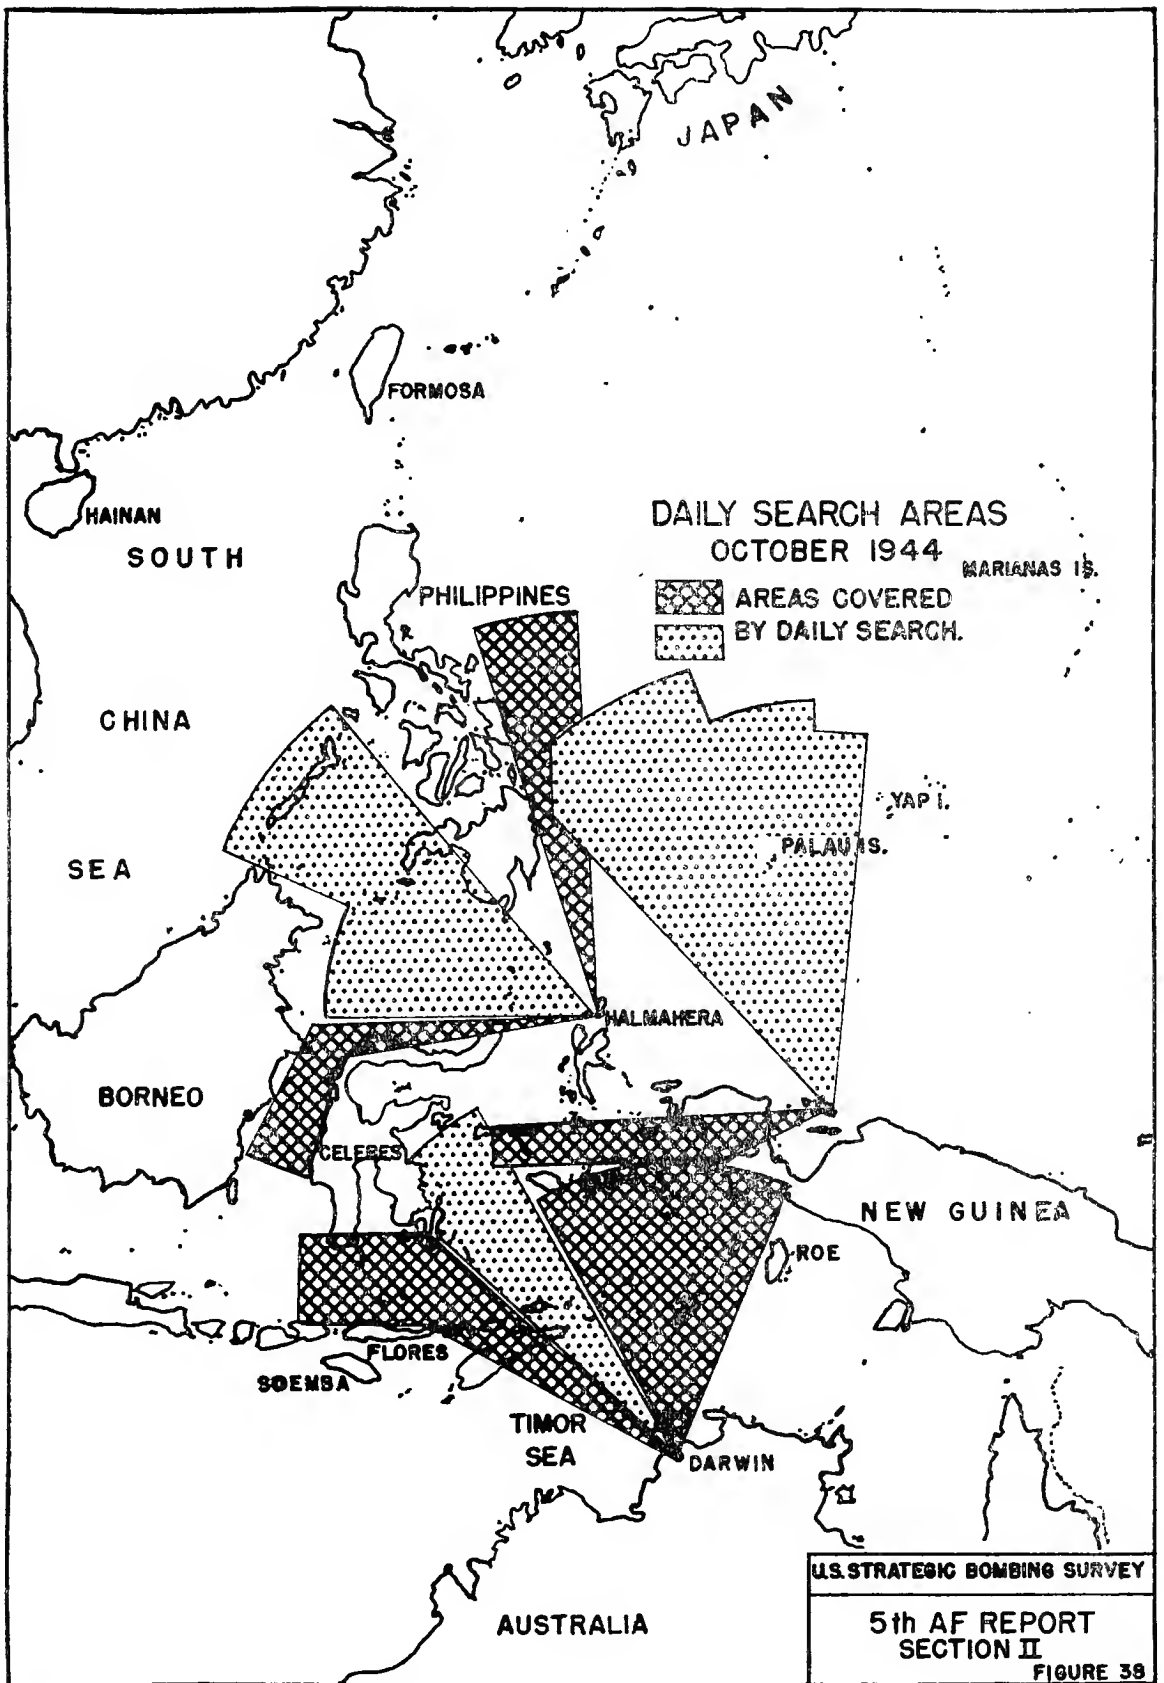 JAPAN
FORMOSA
HAINAN
SOUTH
DAILY SEARCH AREAS
OCTOBER 1944
MARIANAS IS.
AREAS COVERED
BY DAILY SEARCH.
PHILIPPINES
CHINA
YAP I.
PALAU IS.
SEA
HALMAHERA
BORNEO
CELEBES
NEW GUINEA
ROE
FLORES
SOEMBA
TIMOR
SEA
DARWIN
AUSTRALIA
U.S. STRATEGIC BOMBING SURVEY
5th AF REPORT
SECTION II
FIGURE 38